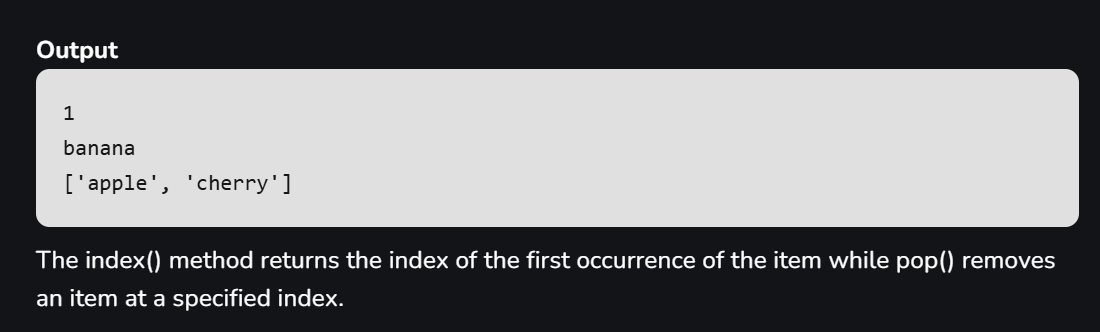 Output
1
banana
['apple', 'cherry']
The index() method returns the index of the first occurrence of the item while pop() removes
an item at a specified index.